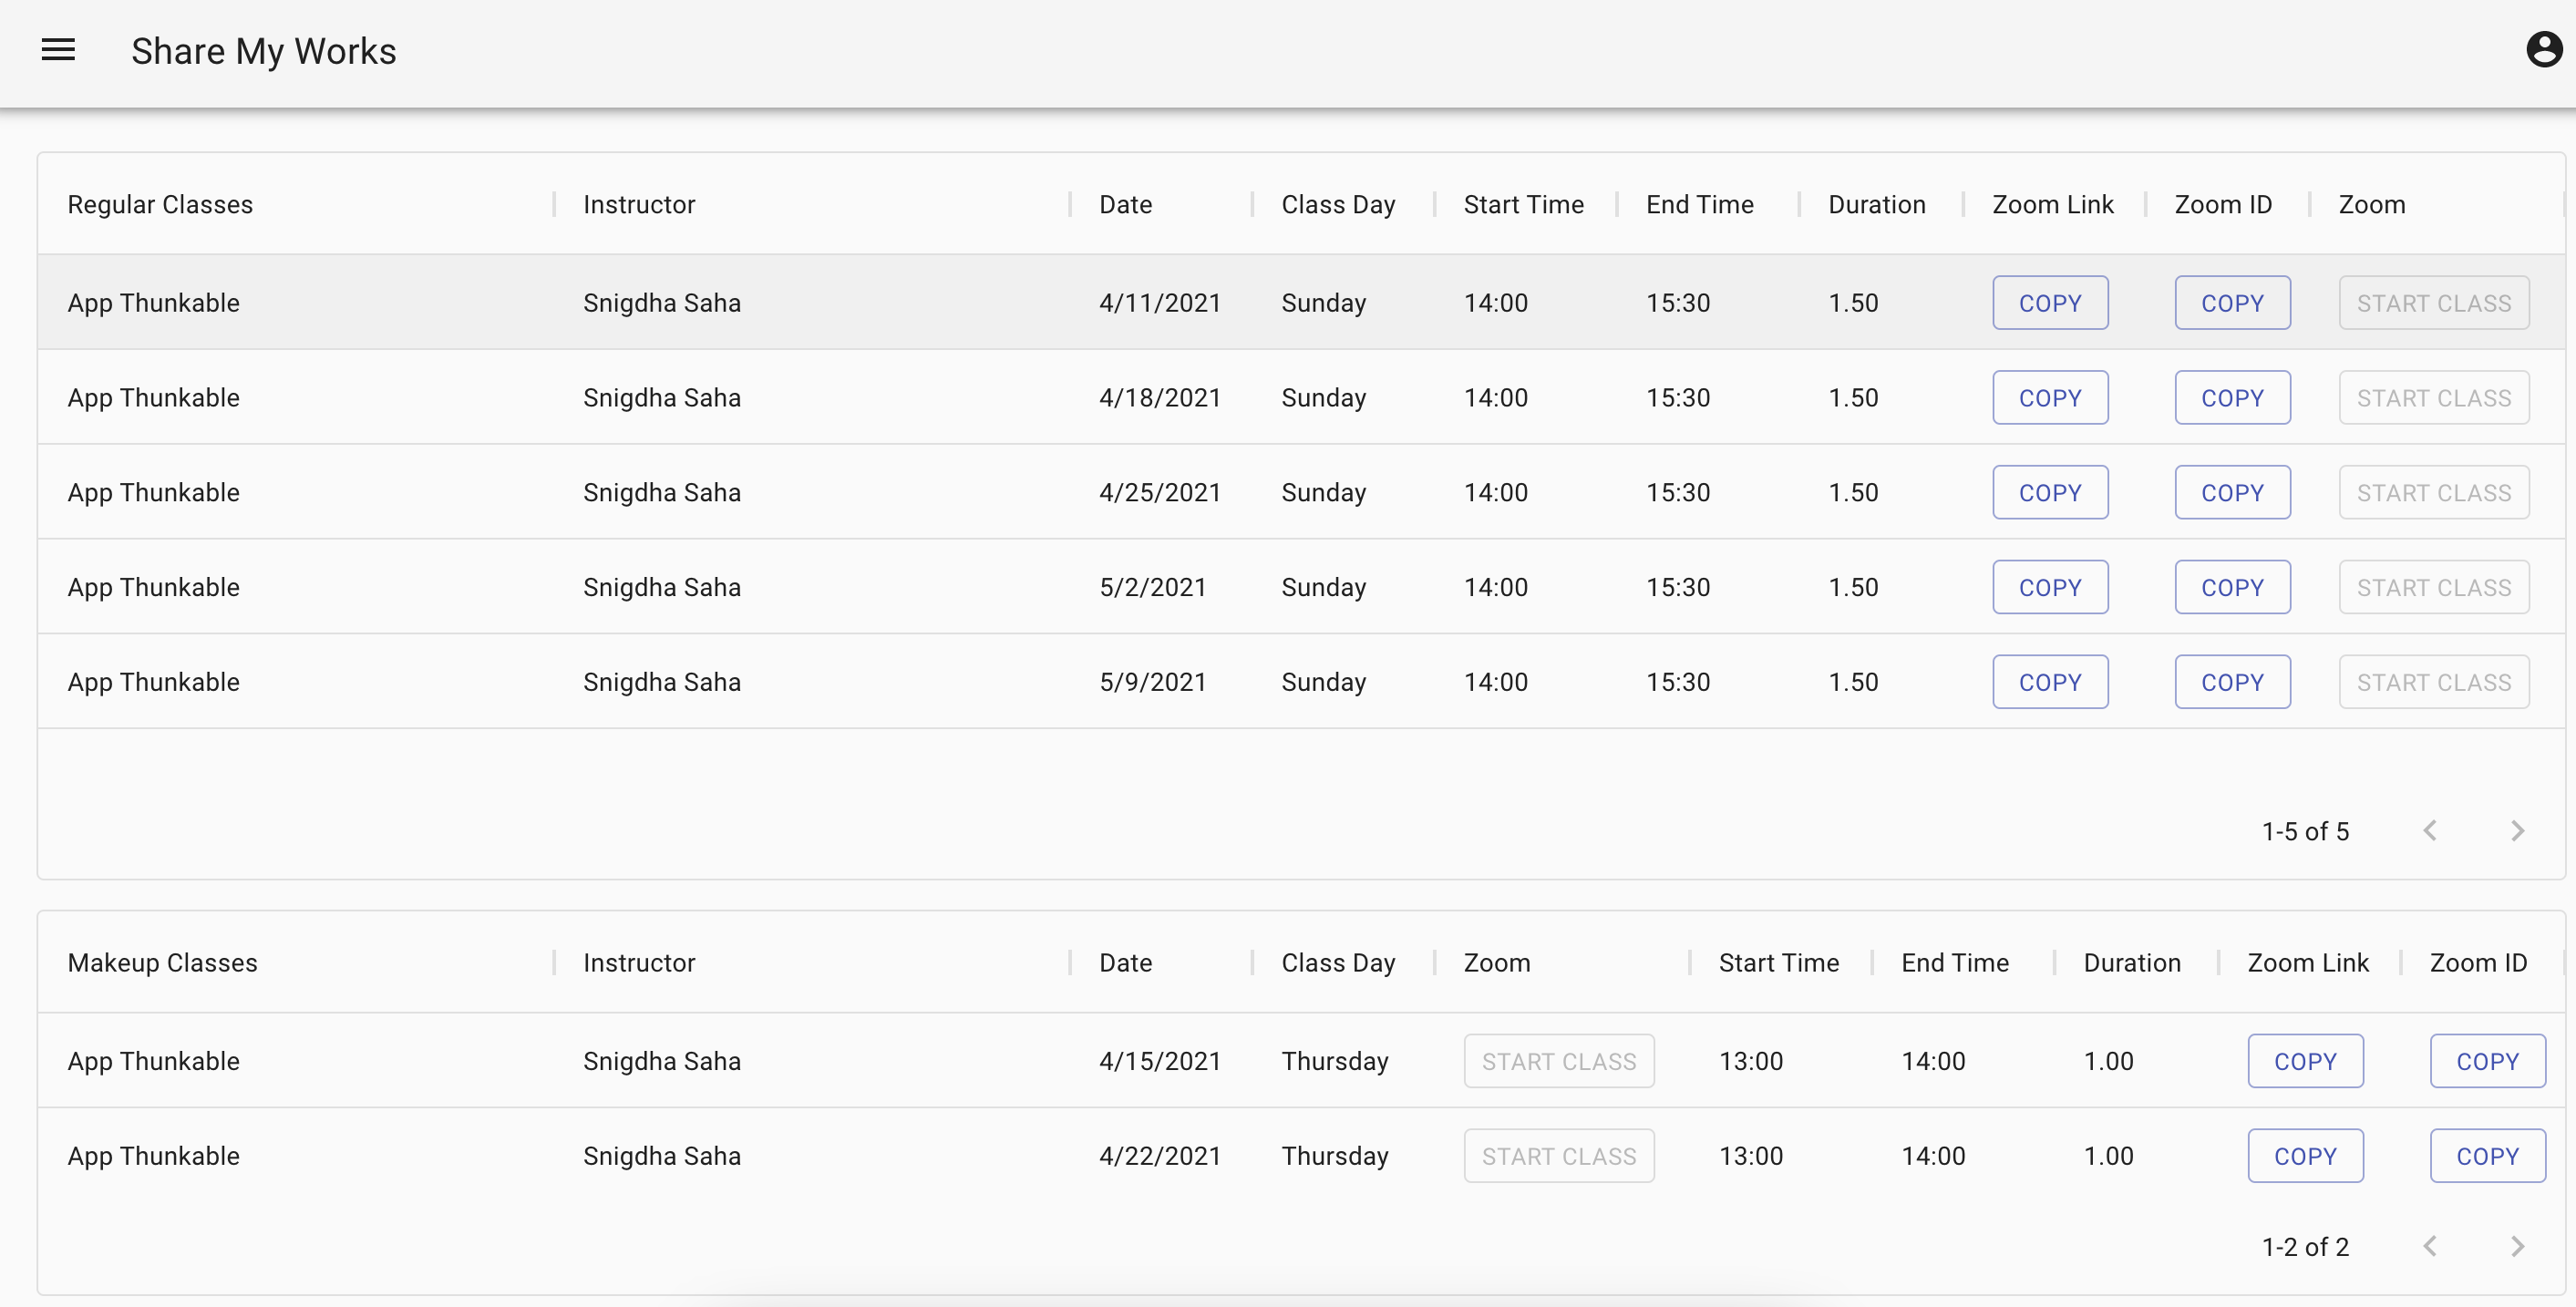 Share My Works
Regular Classes Instructor Date Class Day Start Time End Time Duration Zoom Link Zoom ID Zoom
App Thunkable Snigdha Saha 4/11/2021 Sunday 14:00 15:30 1.50 COPY COPY START CLASS
App Thunkable Snigdha Saha 4/18/2021 Sunday 14:00 15:30 1.50 COPY COPY START CLASS
App Thunkable Snigdha Saha 4/25/2021 Sunday 14:00 15:30 1.50 COPY COPY START CLASS
App Thunkable Snigdha Saha 5/2/2021 Sunday 14:00 15:30 1.50 COPY COPY START CLASS
App Thunkable Snigdha Saha 5/9/2021 Sunday 14:00 15:30 1.50 COPY COPY START CLASS
1-5 of 5
Makeup Classes Instructor Date Class Day Zoom Start Time End Time Duration Zoom Link Zoom ID
App Thunkable Snigdha Saha 4/15/2021 Thursday START CLASS 13:00 14:00 1.00 COPY COPY
App Thunkable Snigdha Saha 4/22/2021 Thursday START CLASS 13:00 14:00 1.00 COPY COPY
1-2 of 2